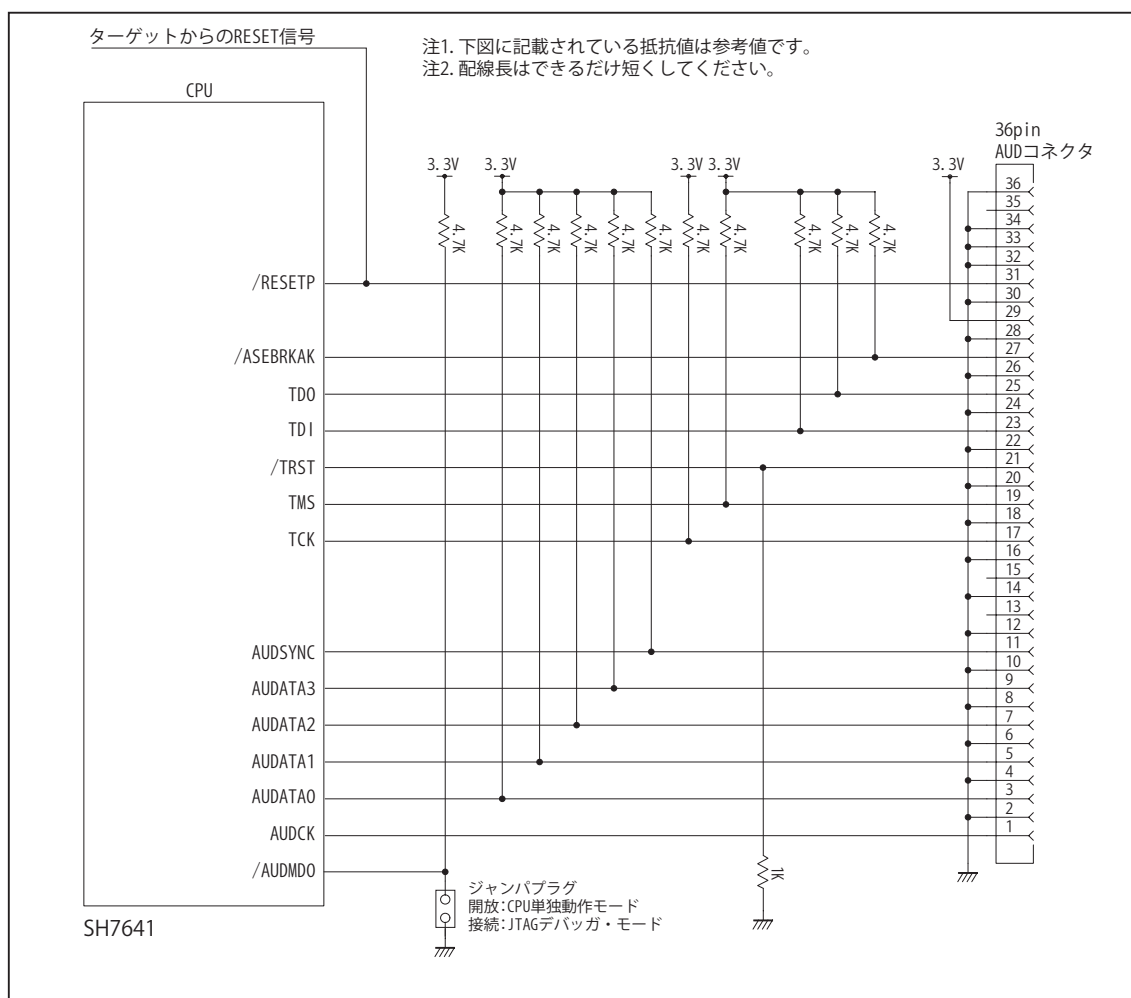 ターゲットからのRESET信号
注1. 下図に記載されている抵抗値は参考値です。
注2. 配線長はできるだけ短くしてください。
CPU
36pin
AUDコネクタ
3.3V 3.3V 3.3V 3.3V 3.3V
4.7K 4.7K 4.7K 4.7K 4.7K 4.7K 4.7K 4.7K 4.7K 4.7K 4.7K
36
35
34
33
32
/RESETP 31
30
29
28
/ASEBRKAK 27
26
TDO 25
24
TDI 23
22
/TRST 21
20
TMS 19
18
TCK 17
16
15
14
13
12
AUDSYNC 11
10
AUDATA3 9
8
AUDATA2 7
6
AUDATA1 5
4
AUDATA0 3
2
AUDCK 1
/AUDMD0
1K
ジャンパプラグ
開放:CPU単独動作モード
接続:JTAGデバッガ・モード
SH7641